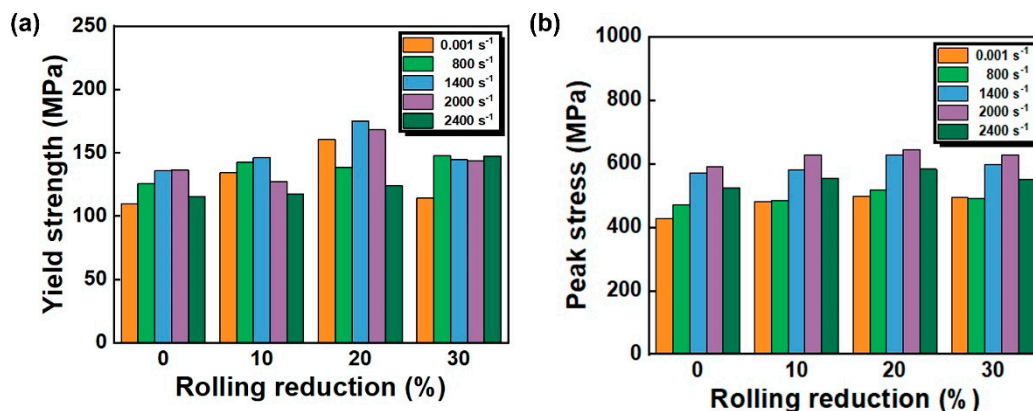 (a)
Yield strength (MPa)
250
200
150
100
50
0
0.001 s⁻¹
800 s⁻¹
1400 s⁻¹
2000 s⁻¹
2400 s⁻¹
0 10 20 30
Rolling reduction (%)
(b)
Peak stress (MPa)
1000
800
600
400
200
0
0.001 s⁻¹
800 s⁻¹
1400 s⁻¹
2000 s⁻¹
2400 s⁻¹
0 10 20 30
Rolling reduction (%)